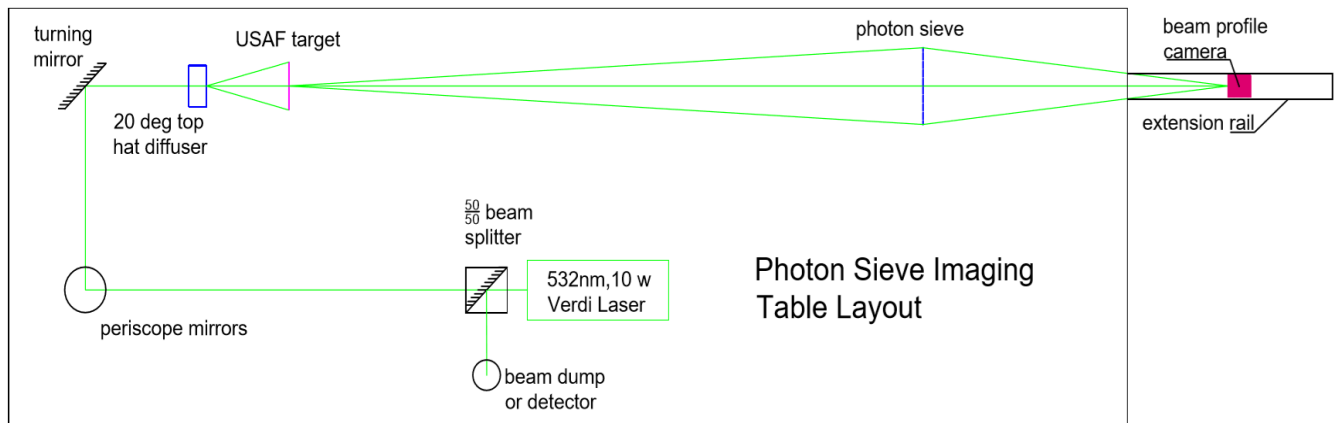 turning
mirror
USAF target
photon sieve
beam profile
camera
20 deg top
hat diffuser
extension rail
50/50 beam
splitter
532nm,10 w
Verdi Laser
Photon Sieve Imaging
Table Layout
periscope mirrors
beam dump
or detector